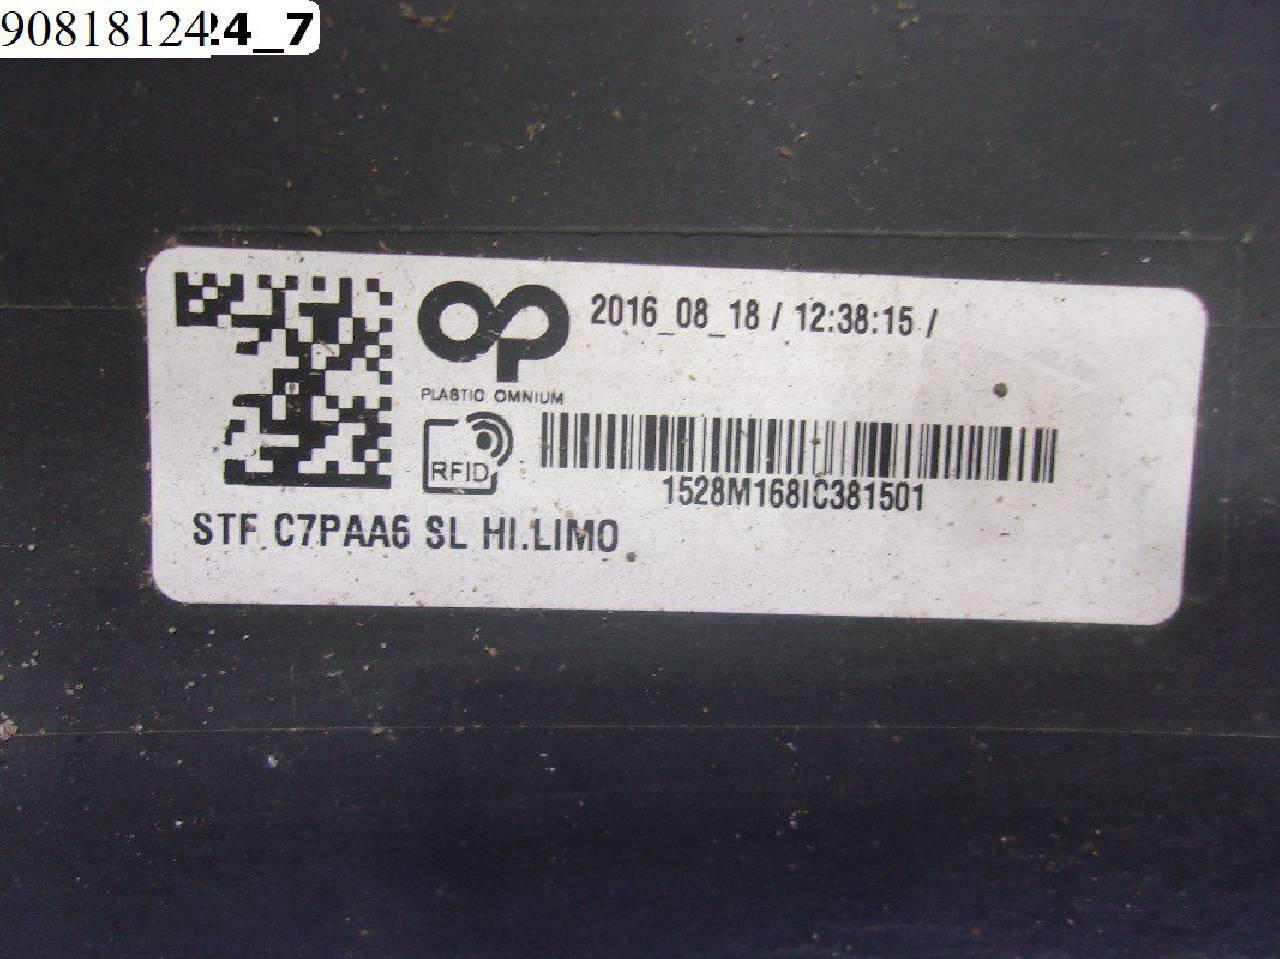 90818124
4_7
2016_08_18 / 12:38:15 /
PLASTIC OMNIUM
RFID
1528M168IC381501
STF C7PAA6 SL HI.LIMO